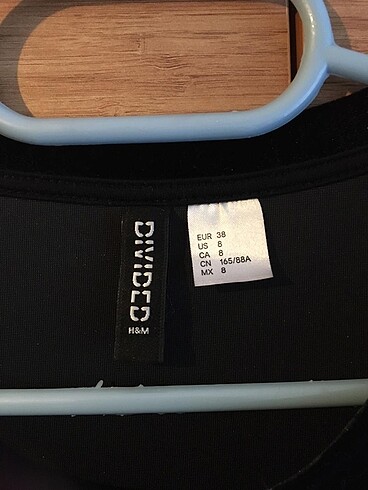 DIVIDED
H&M
EUR 38
US 8
CA 8
CN 165/88A
MX 8